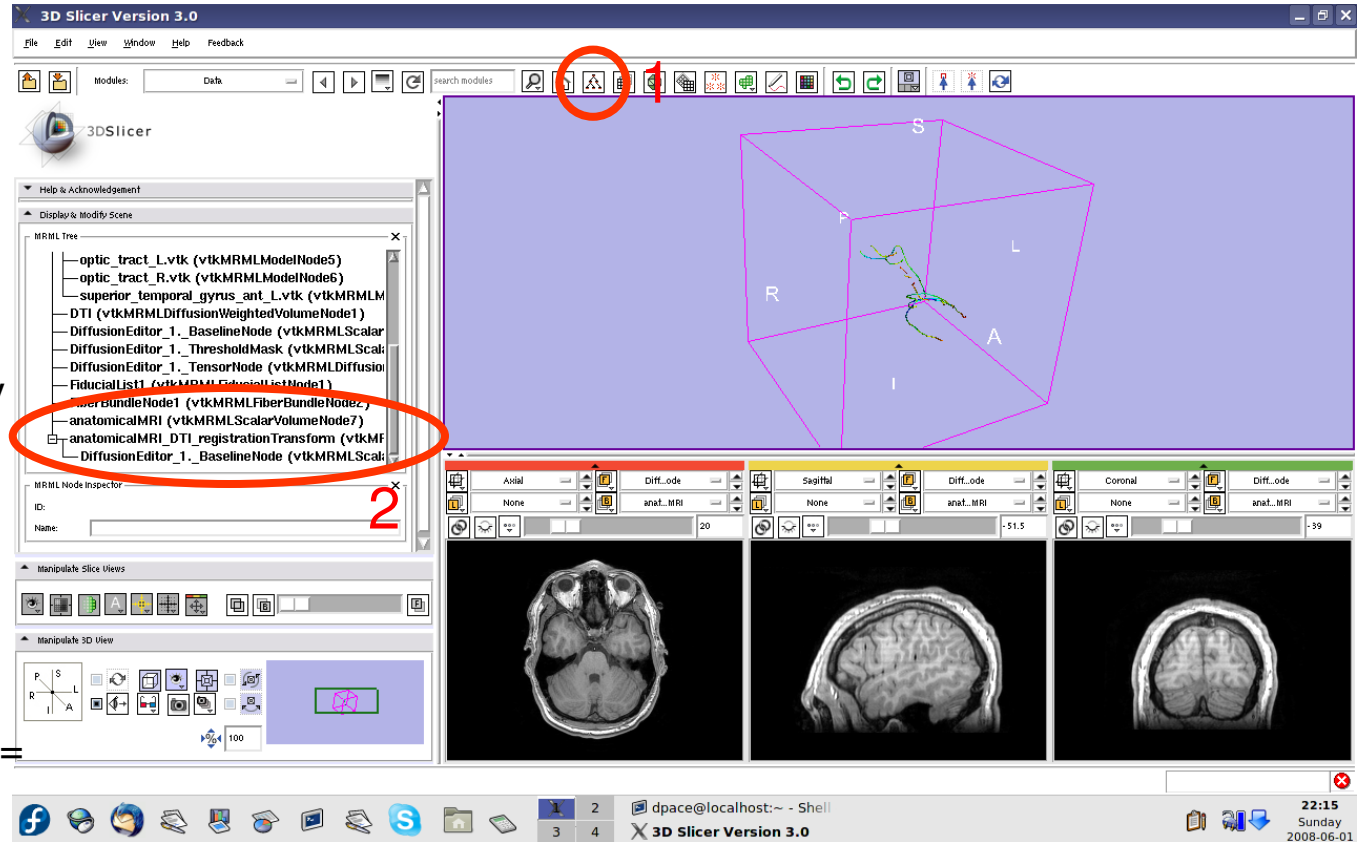 3D Slicer Version 3.0
File Edit View Window Help Feedback
Modules: Data search modules
1
3DSlicer
Help & Acknowledgement
Display & Modify Scene
MRML Tree
optic_tract_L.vtk (vtkMRMLModelNode5)
optic_tract_R.vtk (vtkMRMLModelNode6)
superior_temporal_gyrus_ant_L.vtk (vtkMRMLM
DTI (vtkMRMLDiffusionWeightedVolumeNode1)
DiffusionEditor_1._BaselineNode (vtkMRMLScalar
DiffusionEditor_1._ThresholdMask (vtkMRMLScala
DiffusionEditor_1._TensorNode (vtkMRMLDiffusio
FiducialList1 (vtkMRMLFiducialListNode1)
FiberBundleNode1 (vtkMRMLFiberBundleNode2)
anatomicalMRI (vtkMRMLScalarVolumeNode7)
anatomicalMRI_DTI_registrationTransform (vtkMR
DiffusionEditor_1._BaselineNode (vtkMRMLScala
MRML Node Inspector
2
ID:
Name:
Manipulate Slice Views
Manipulate 3D View
P S L R I A
100
S
P
L
R
A
I
Axial Diff...ode Sagittal Diff...ode Coronal Diff...ode
None anat...MRI None anat...MRI None anat...MRI
20 -51.5 -39
=
1 2 dpace@localhost:~ - Shell
3 4 3D Slicer Version 3.0
22:15
Sunday
2008-06-01